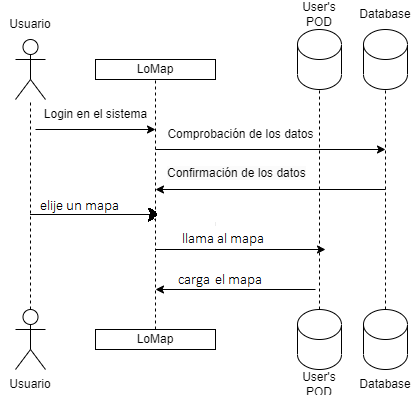 Usuario
User's
POD
Database
LoMap
Login en el sistema
Comprobación de los datos
Confirmación de los datos
elije un mapa
llama al mapa
carga el mapa
LoMap
Usuario
User's
POD
Database